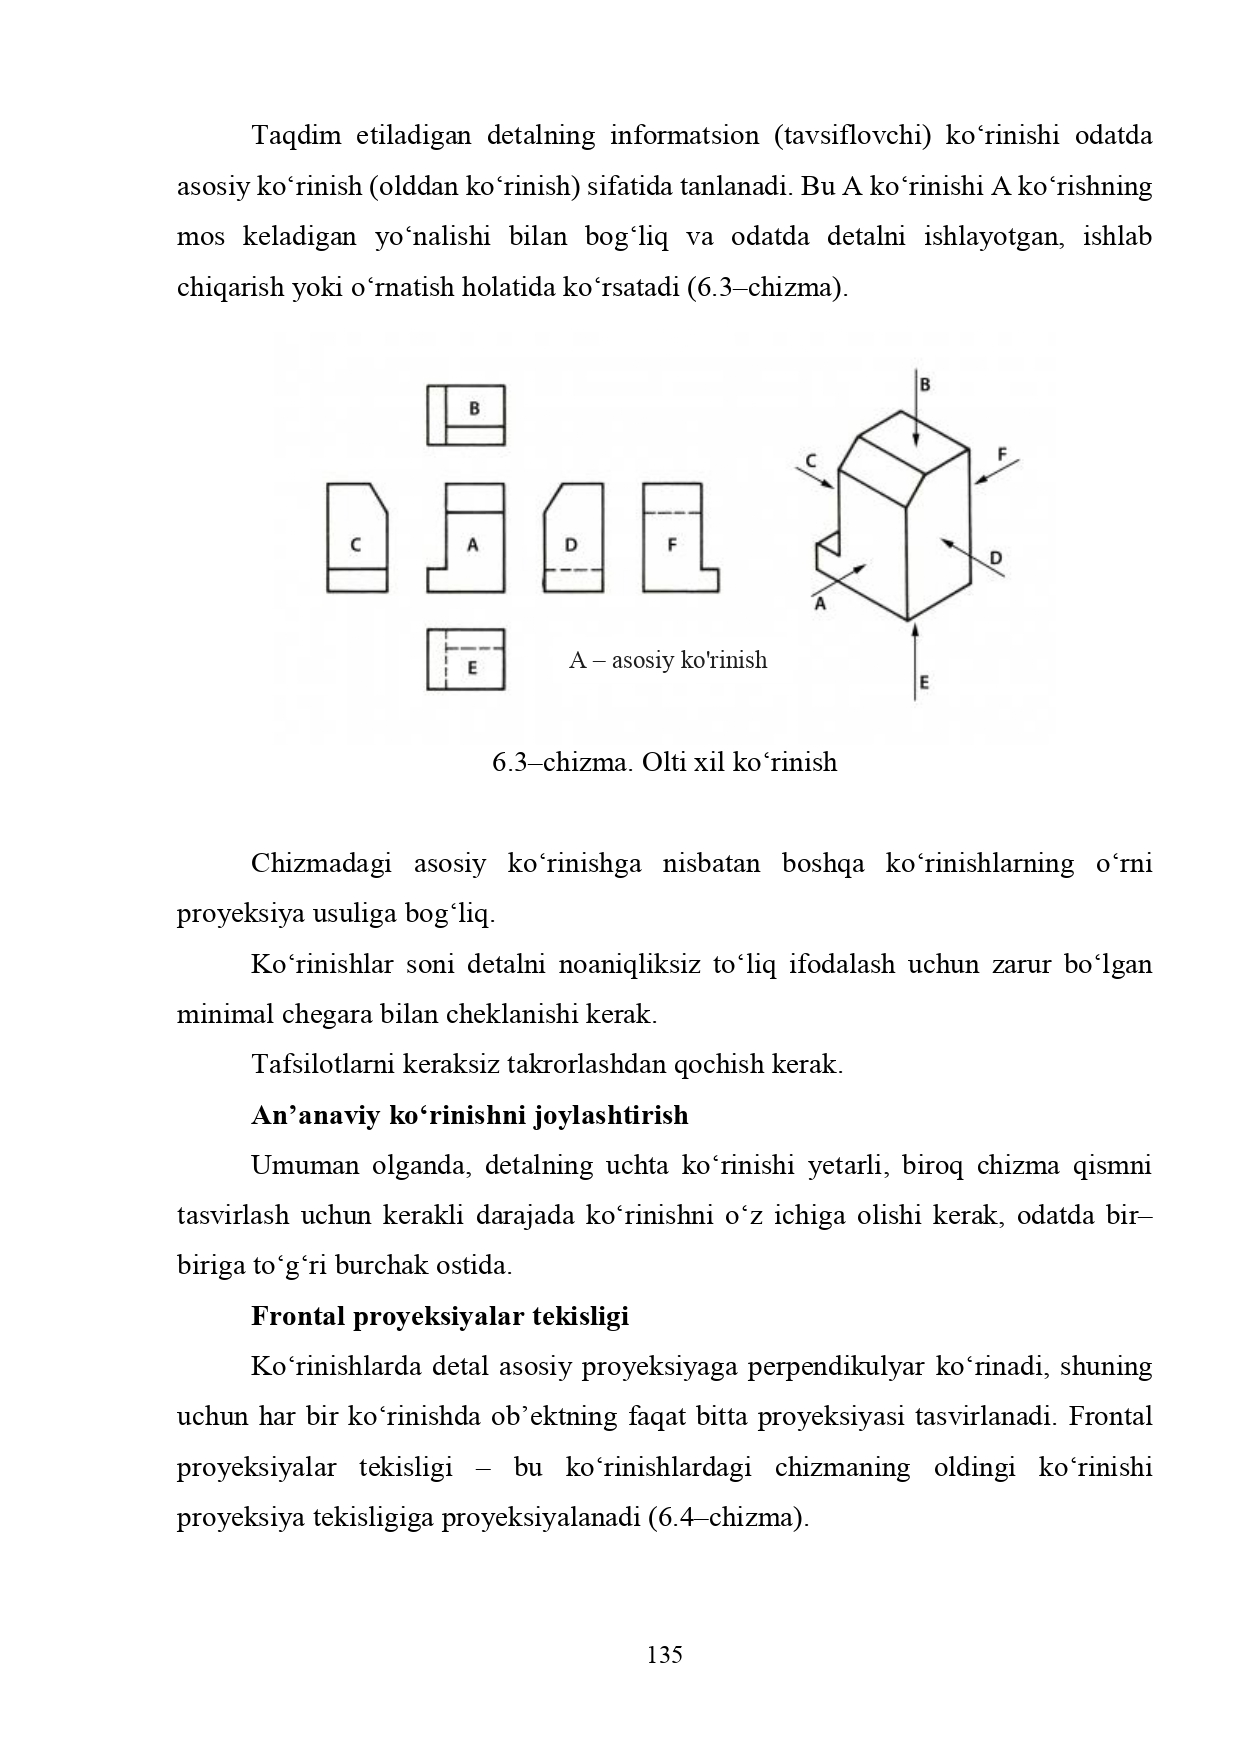 Taqdim etiladigan detalning informatsion (tavsiflovchi) ko‘rinishi odatda
asosiy ko‘rinish (olddan ko‘rinish) sifatida tanlanadi. Bu A ko‘rinishi A ko‘rishning
mos keladigan yo‘nalishi bilan bog‘liq va odatda detalni ishlayotgan, ishlab
chiqarish yoki o‘rnatish holatida ko‘rsatadi (6.3–chizma).
B
C
A
D
F
E
A – asosiy ko'rinish
B
C
F
D
A
E
6.3–chizma. Olti xil ko‘rinish
Chizmadagi asosiy ko‘rinishga nisbatan boshqa ko‘rinishlarning o‘rni
proyeksiya usuliga bog‘liq.
Ko‘rinishlar soni detalni noaniqliksiz to‘liq ifodalash uchun zarur bo‘lgan
minimal chegara bilan cheklanishi kerak.
Tafsilotlarni keraksiz takrorlashdan qochish kerak.
An’anaviy ko‘rinishni joylashtirish
Umuman olganda, detalning uchta ko‘rinishi yetarli, biroq chizma qismni
tasvirlash uchun kerakli darajada ko‘rinishni o‘z ichiga olishi kerak, odatda bir–
biriga to‘g‘ri burchak ostida.
Frontal proyeksiyalar tekisligi
Ko‘rinishlarda detal asosiy proyeksiyaga perpendikulyar ko‘rinadi, shuning
uchun har bir ko‘rinishda ob’ektning faqat bitta proyeksiyasi tasvirlanadi. Frontal
proyeksiyalar tekisligi – bu ko‘rinishlardagi chizmaning oldingi ko‘rinishi
proyeksiya tekisligiga proyeksiyalanadi (6.4–chizma).
135